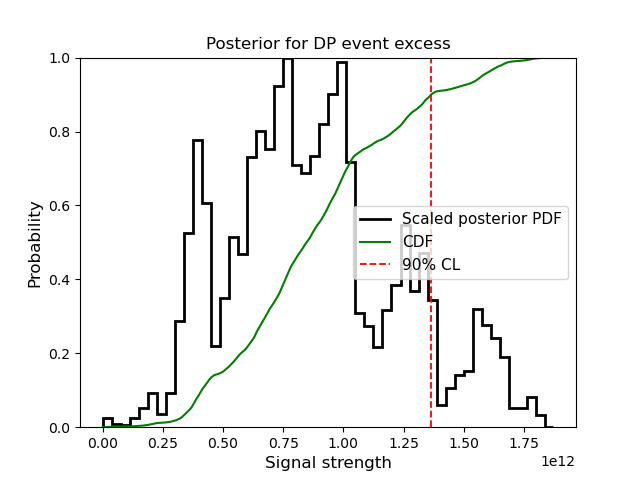 Posterior for DP event excess
Probability
1.0
0.8
0.6
0.4
0.2
0.0
Scaled posterior PDF
CDF
90% CL
0.00 0.25 0.50 0.75 1.00 1.25 1.50 1.75
1e12
Signal strength